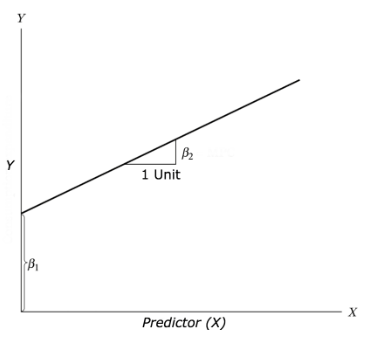 Y
Y
β₂
1 Unit
β₁
X
Predictor (X)